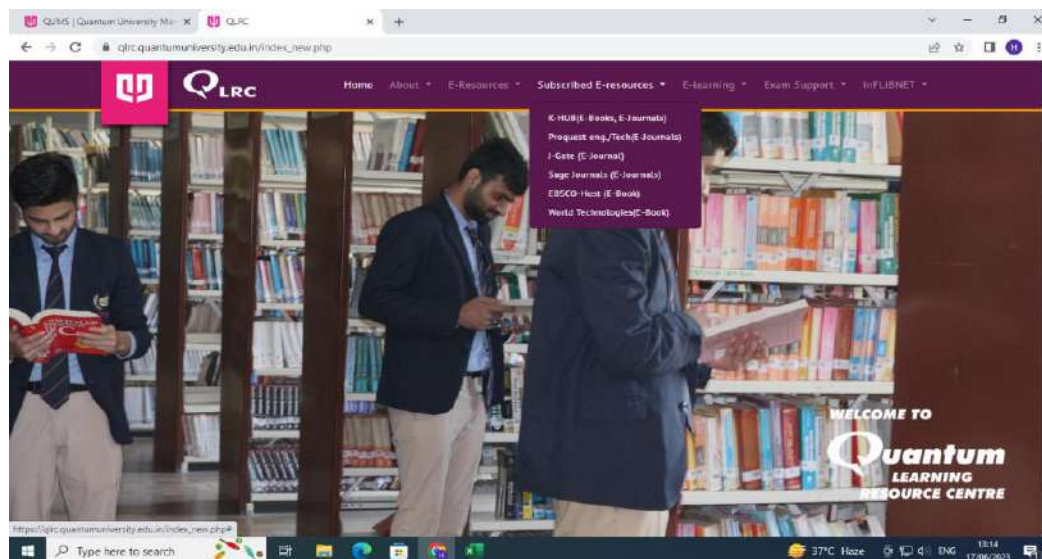 QUMS | Quantum University Ma
QLRC
qlrc.quantumuniversity.edu.in/index_new.php
H
QLRC
Home
About
E-Resources
Subscribed E-resources
E-learning
Exam Support
InFLIBNET
K-HUB(E-Books, E-Journals)
Proquest eng./Tech(E-Journals)
J-Gate (E-Journal)
Sage Journals (E-Journals)
EBSCO-Host (E-Book)
World Technologies(E-Book)
WELCOME TO
Quantum
LEARNING
RESOURCE CENTRE
https://qlrc.quantumuniversity.edu.in/index_new.php#
Type here to search
37°C Haze
ENG
13:14
17/06/2023